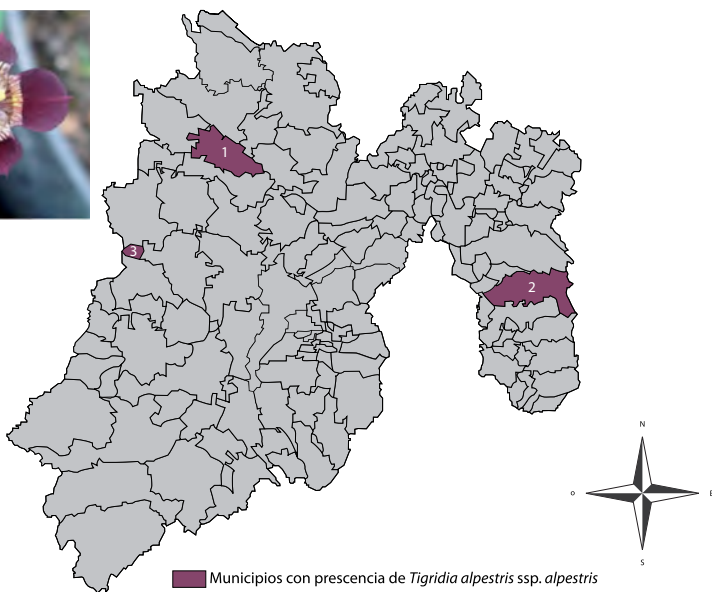 1
3
2
N
O
E
S
Municipios con prescencia de Tigridia alpestris ssp. alpestris